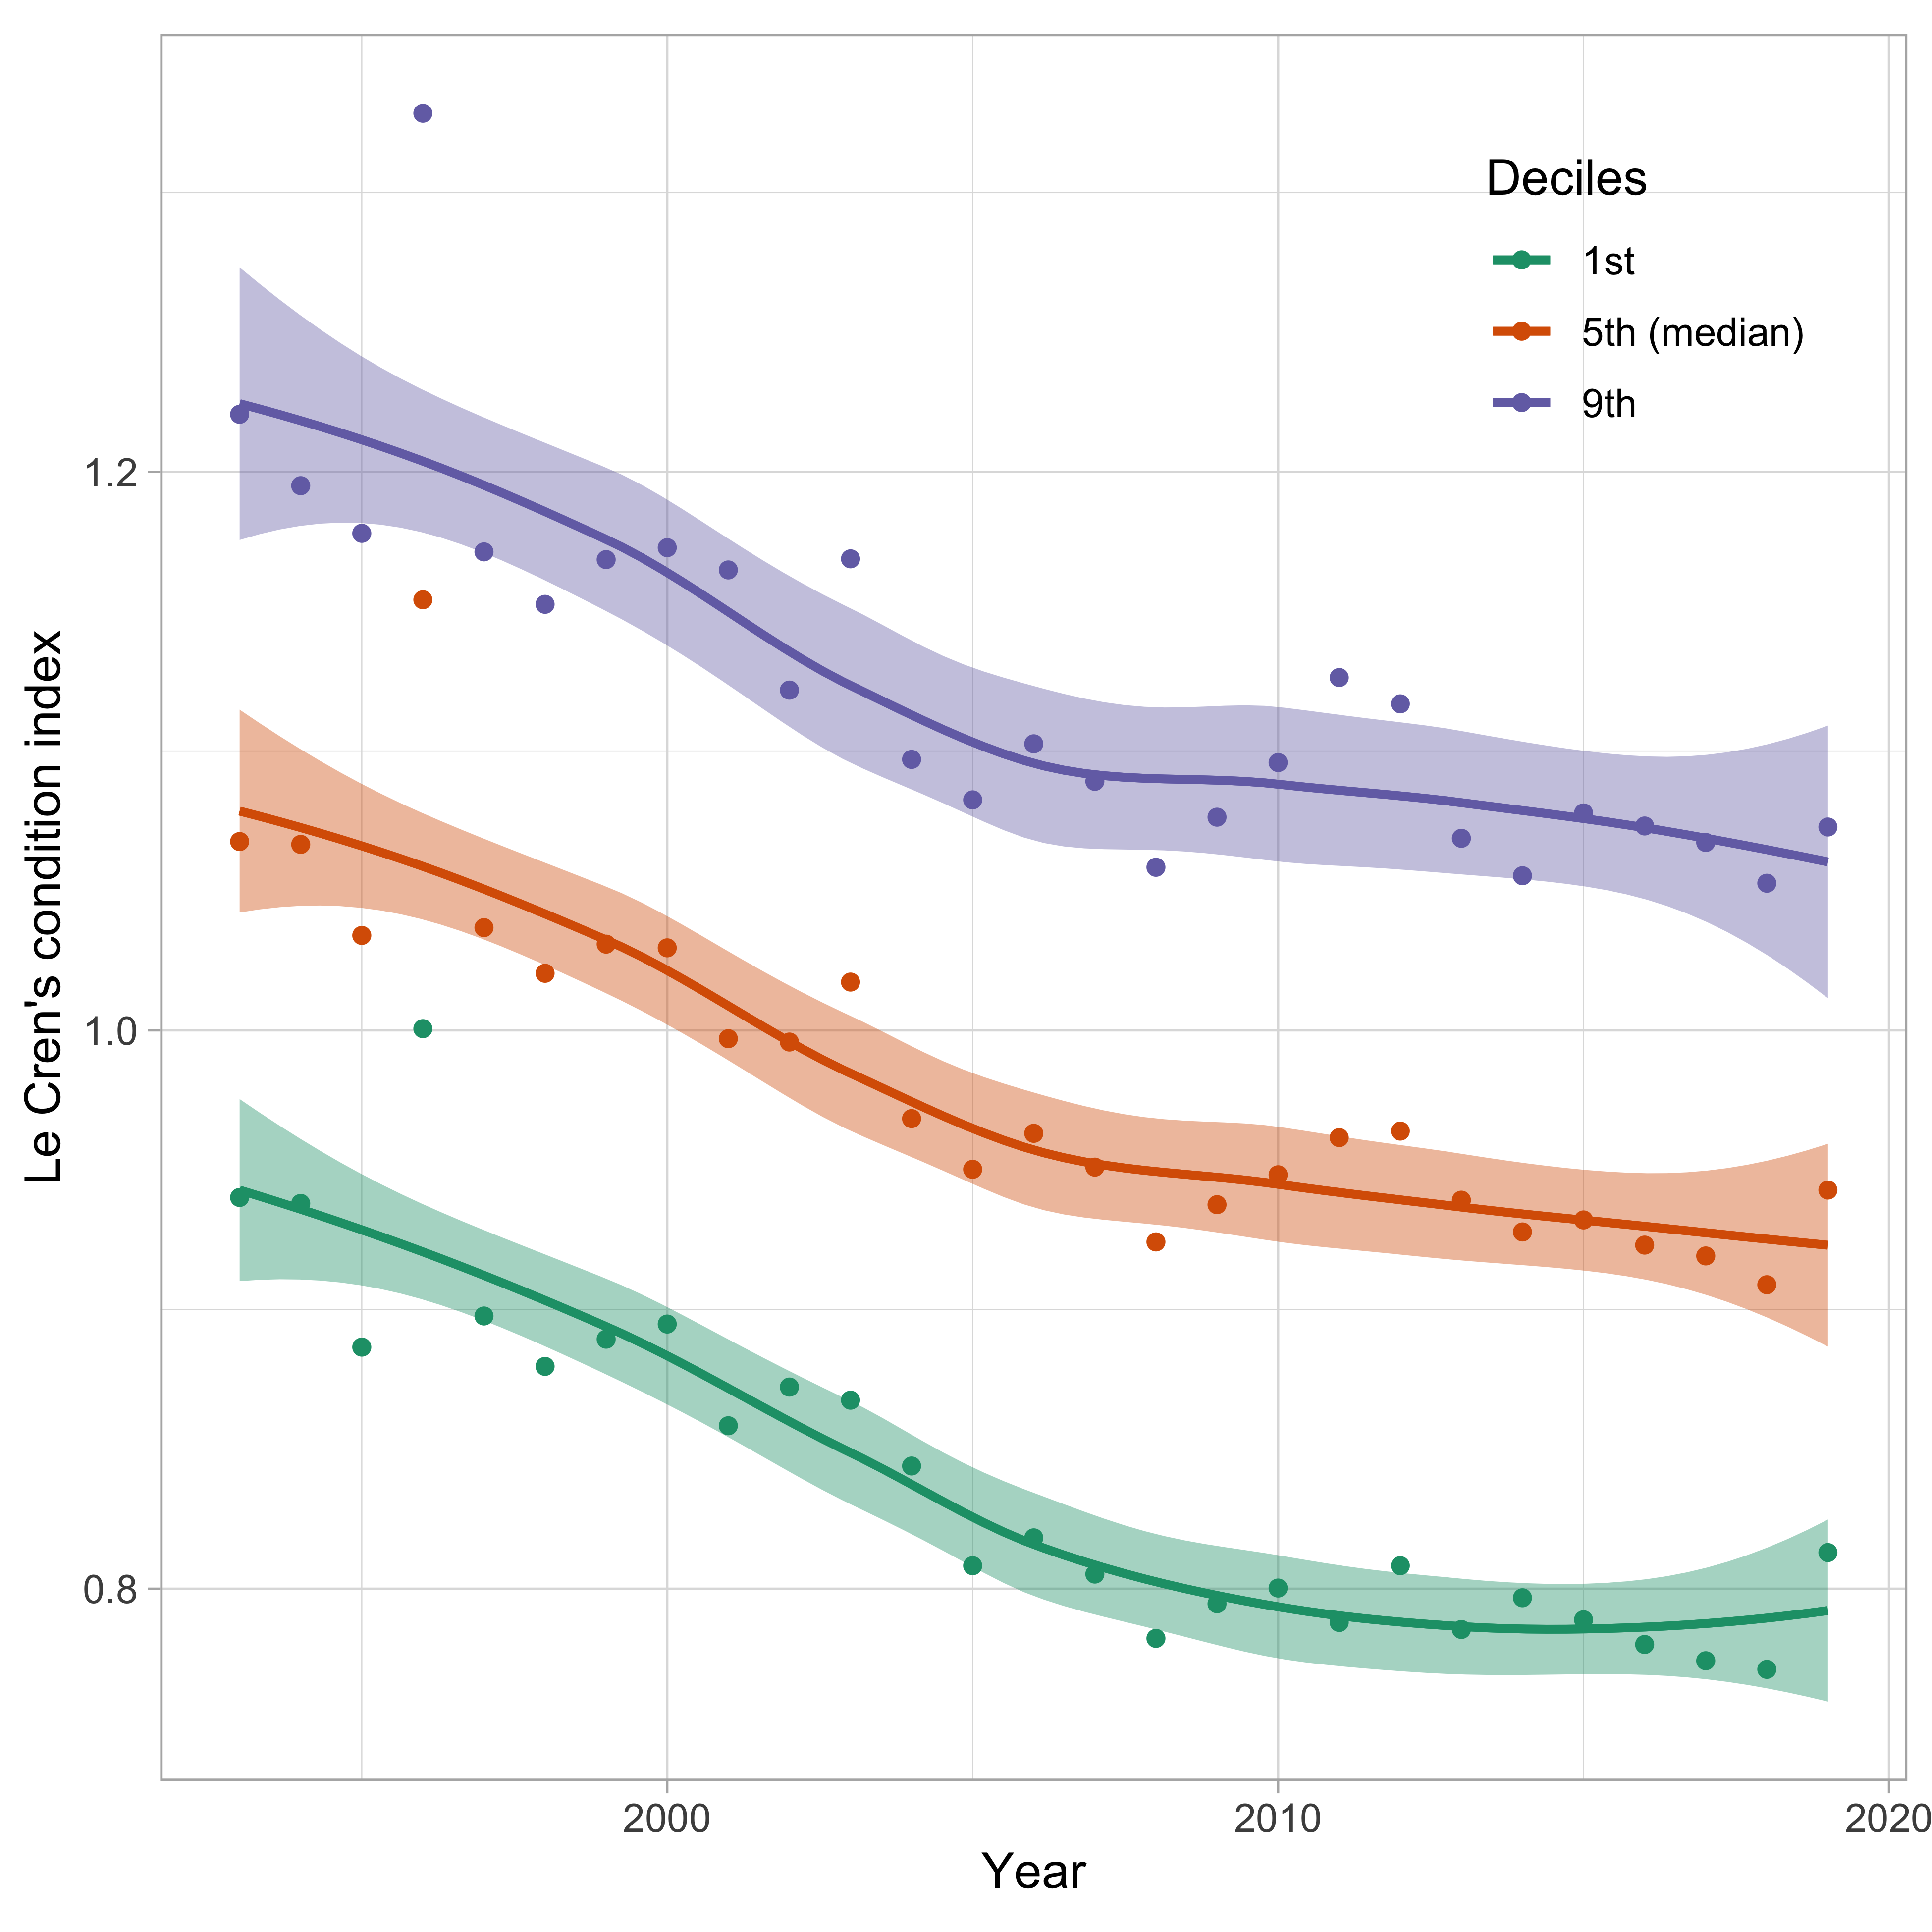 Deciles
1st
5th (median)
9th
1.2
1.0
0.8
Le Cren's condition index
2000
2010
2020
Year